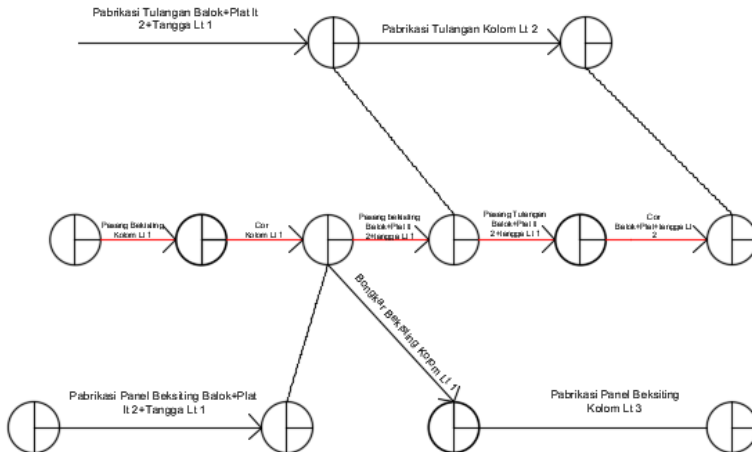 Pabrikasi Tulangan Balok+Plat lt
2+Tangga Lt 1
Pabrikasi Tulangan Kolom Lt 2
Pasang Bekisting
Kolom Lt 1
Cor
Kolom Lt 1
Pasang bekisting
Balok+Plat lt
2+tangga Lt 1
Pasang Tulangan
Balok+Plat lt
2+tangga Lt 1
Cor
Balok+Plat+tangga Lt
2
Bongkar Bekisting Kolom Lt 1
Pabrikasi Panel Beksiting Balok+Plat
lt 2+Tangga Lt 1
Pabrikasi Panel Beksiting
Kolom Lt 3